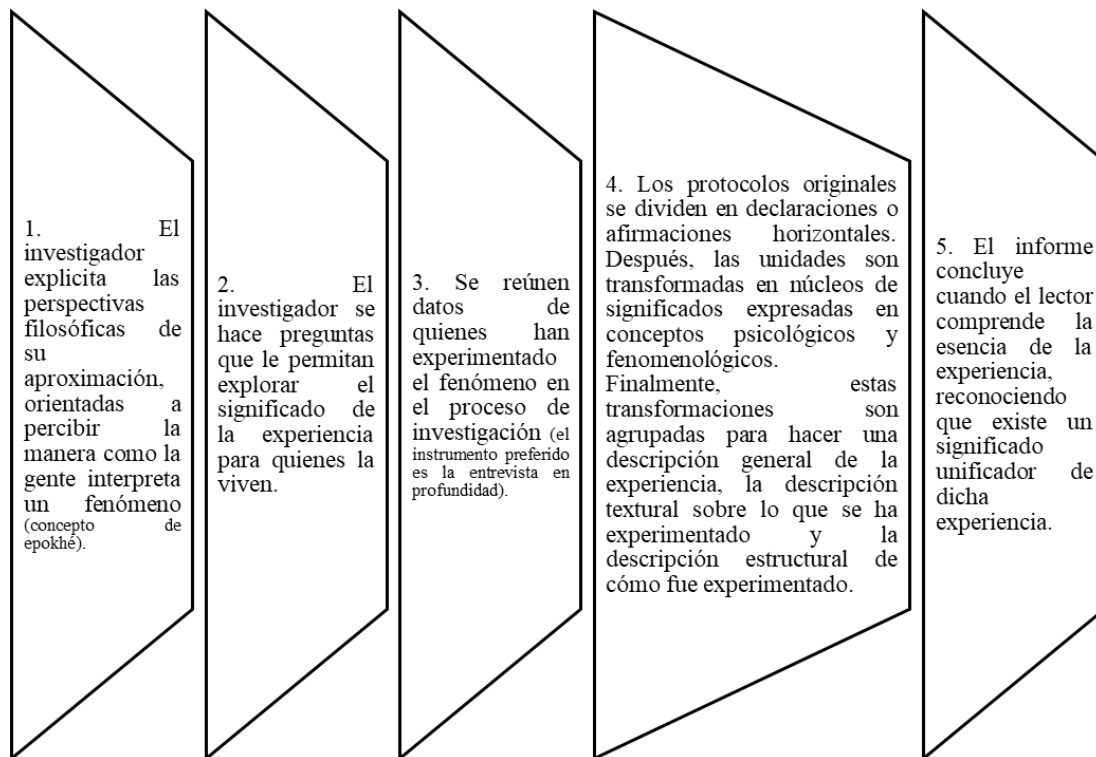 1. El
investigador
explicita las
perspectivas
filosóficas de
su
aproximación,
orientadas a
percibir la
manera como la
gente interpreta
un fenómeno
(concepto de
epokhé).
2. El
investigador se
hace preguntas
que le permitan
explorar el
significado de
la experiencia
para quienes la
viven.
3. Se reúnen
datos de
quienes han
experimentado
el fenómeno en
el proceso de
investigación (el
instrumento preferido
es la entrevista en
profundidad).
4. Los protocolos originales
se dividen en declaraciones o
afirmaciones horizontales.
Después, las unidades son
transformadas en núcleos de
significados expresadas en
conceptos psicológicos y
fenomenológicos.
Finalmente, estas
transformaciones son
agrupadas para hacer una
descripción general de la
experiencia, la descripción
textural sobre lo que se ha
experimentado y la
descripción estructural de
cómo fue experimentado.
5. El informe
concluye
cuando el lector
comprende la
esencia de la
experiencia,
reconociendo
que existe un
significado
unificador de
dicha
experiencia.